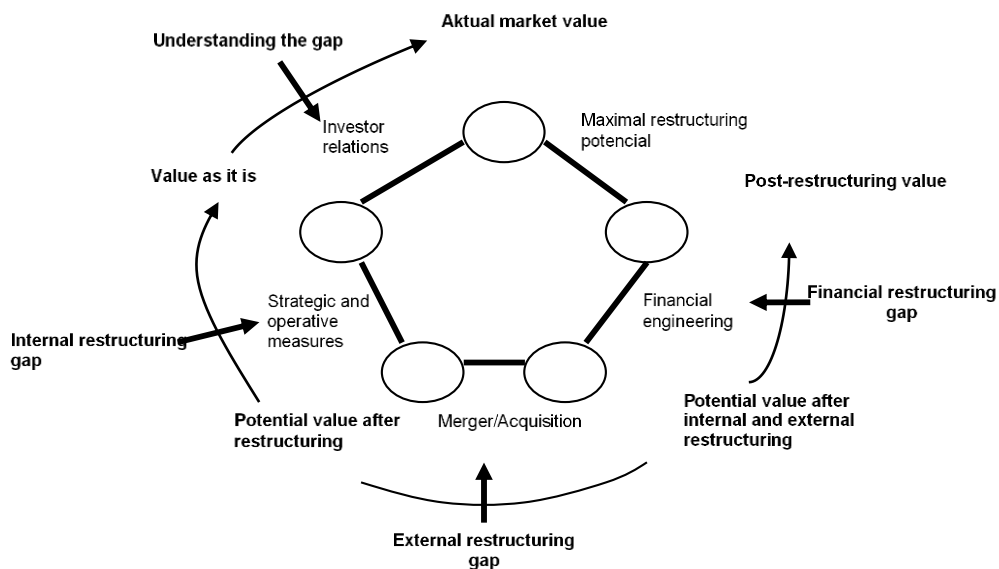 Aktual market value
Understanding the gap
Investor
relations
Maximal restructuring
potencial
Value as it is
Post-restructuring value
Strategic and
operative
measures
Financial
engineering
Financial restructuring
gap
Internal restructuring
gap
Potential value after
restructuring
Merger/Acquisition
Potential value after
internal and external
restructuring
External restructuring
gap